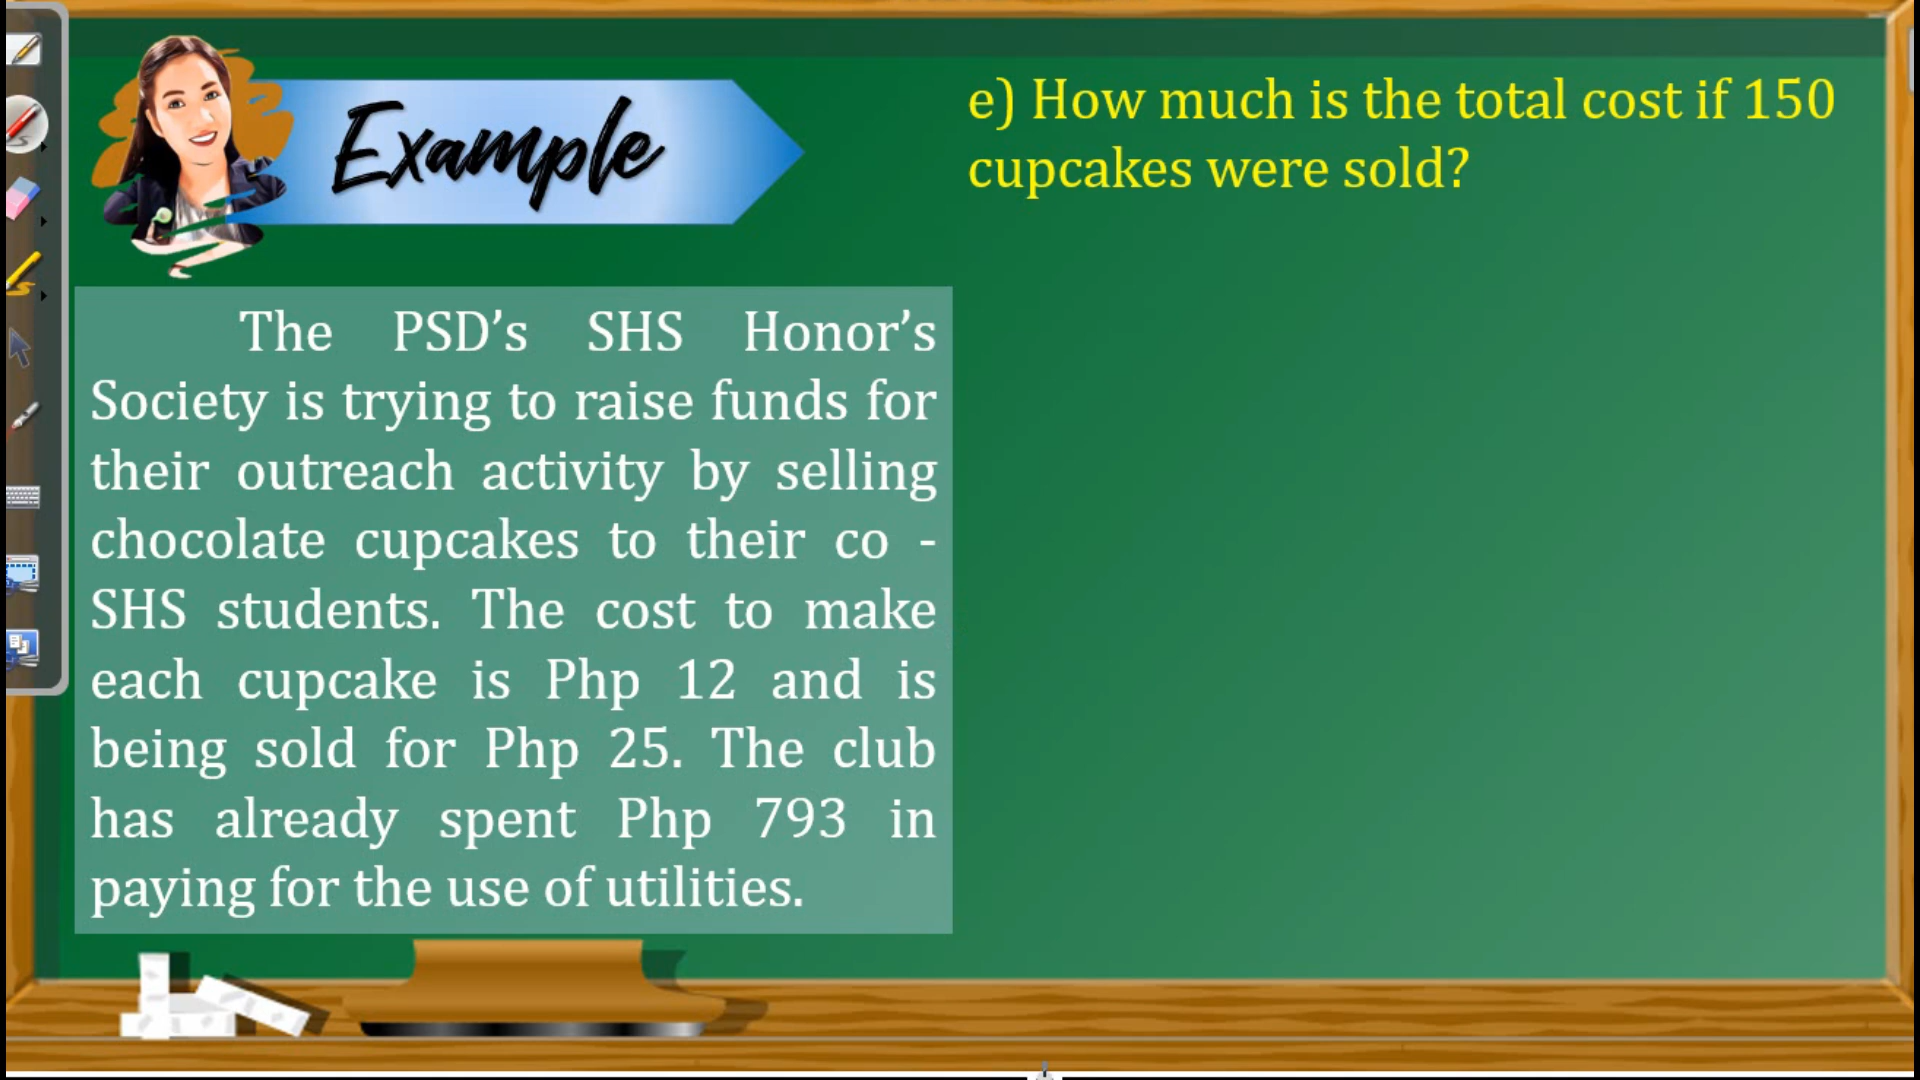 Example
e) How much is the total cost if 150
cupcakes were sold?
The PSD’s SHS Honor’s
Society is trying to raise funds for
their outreach activity by selling
chocolate cupcakes to their co -
SHS students. The cost to make
each cupcake is Php 12 and is
being sold for Php 25. The club
has already spent Php 793 in
paying for the use of utilities.